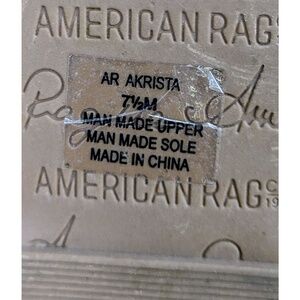 AMERICAN RAG
AR AKRISTA
7½M
MAN MADE UPPER
MAN MADE SOLE
MADE IN CHINA
AMERICAN RAG